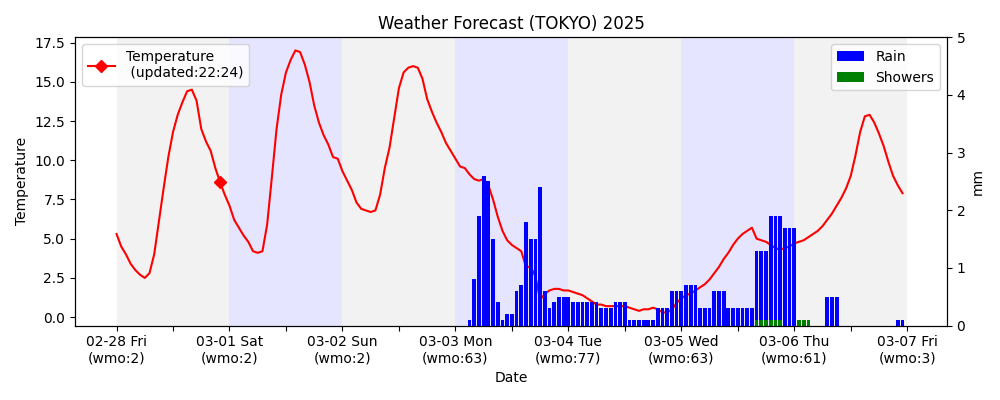 Weather Forecast (TOKYO) 2025
Temperature
(updated:22:24)
Rain
Showers
17.5
15.0
12.5
10.0
7.5
5.0
2.5
0.0
Temperature
5
4
3
2
1
0
mm
02-28 Fri
(wmo:2)
03-01 Sat
(wmo:2)
03-02 Sun
(wmo:2)
03-03 Mon
(wmo:63)
03-04 Tue
(wmo:77)
03-05 Wed
(wmo:63)
03-06 Thu
(wmo:61)
03-07 Fri
(wmo:3)
Date